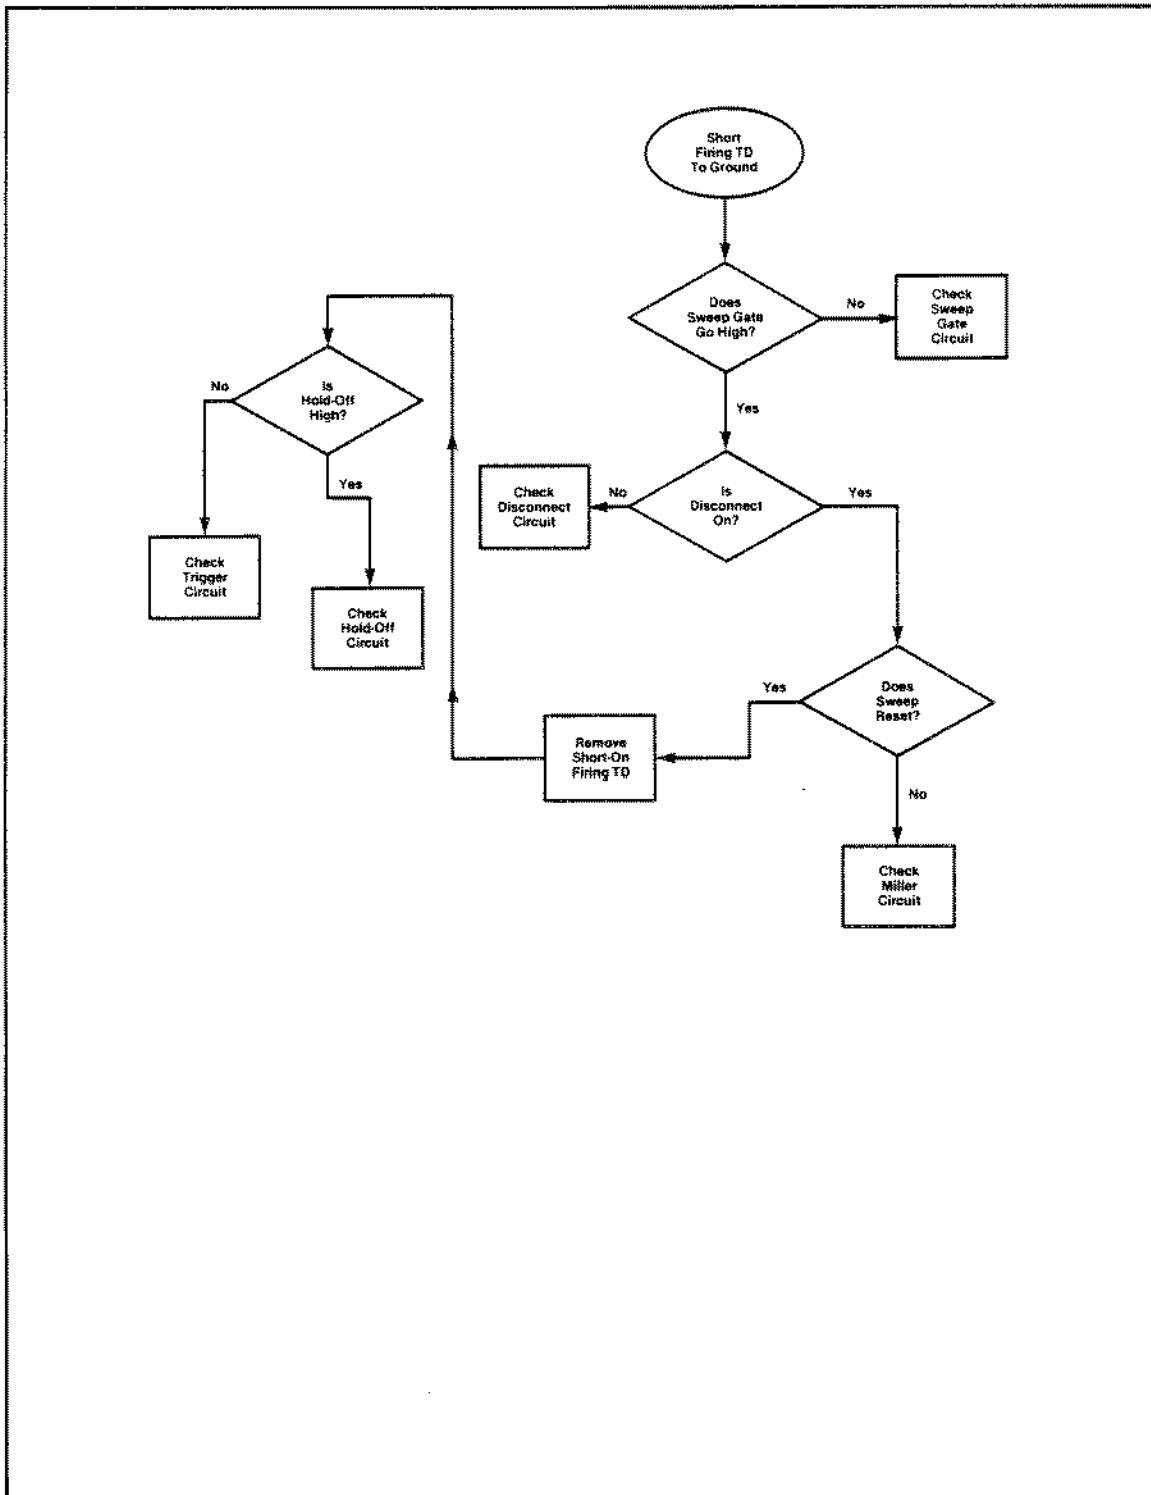 Short
Firing TD
To Ground
Does
Sweep Gate
Go High?
No
Check
Sweep
Gate
Circuit
Yes
Is
Disconnect
On?
No
Check
Disconnect
Circuit
Yes
Does
Sweep
Reset?
No
Check
Miller
Circuit
Yes
Remove
Short-On
Firing TD
Is
Hold-Off
High?
No
Check
Trigger
Circuit
Yes
Check
Hold-Off
Circuit